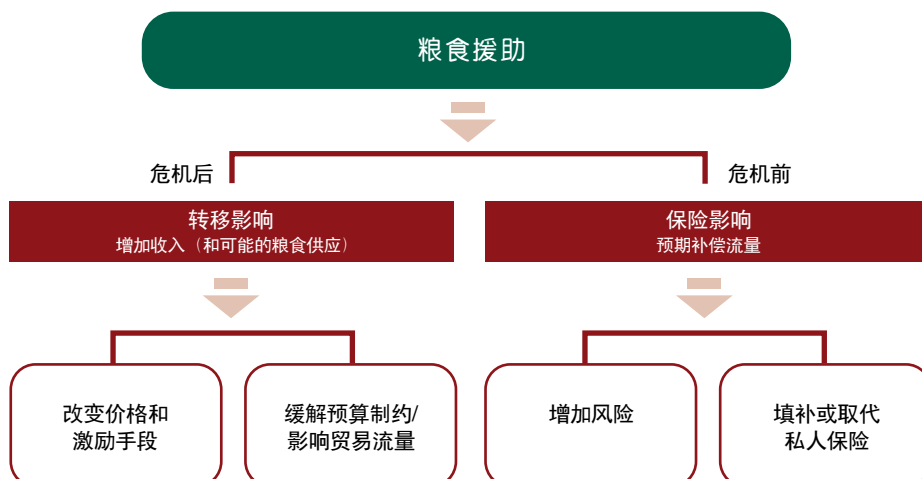 粮食援助
危机后
危机前
转移影响
增加收入（和可能的粮食供应）
保险影响
预期补偿流量
改变价格和
激励手段
缓解预算制约/
影响贸易流量
增加风险
填补或取代
私人保险